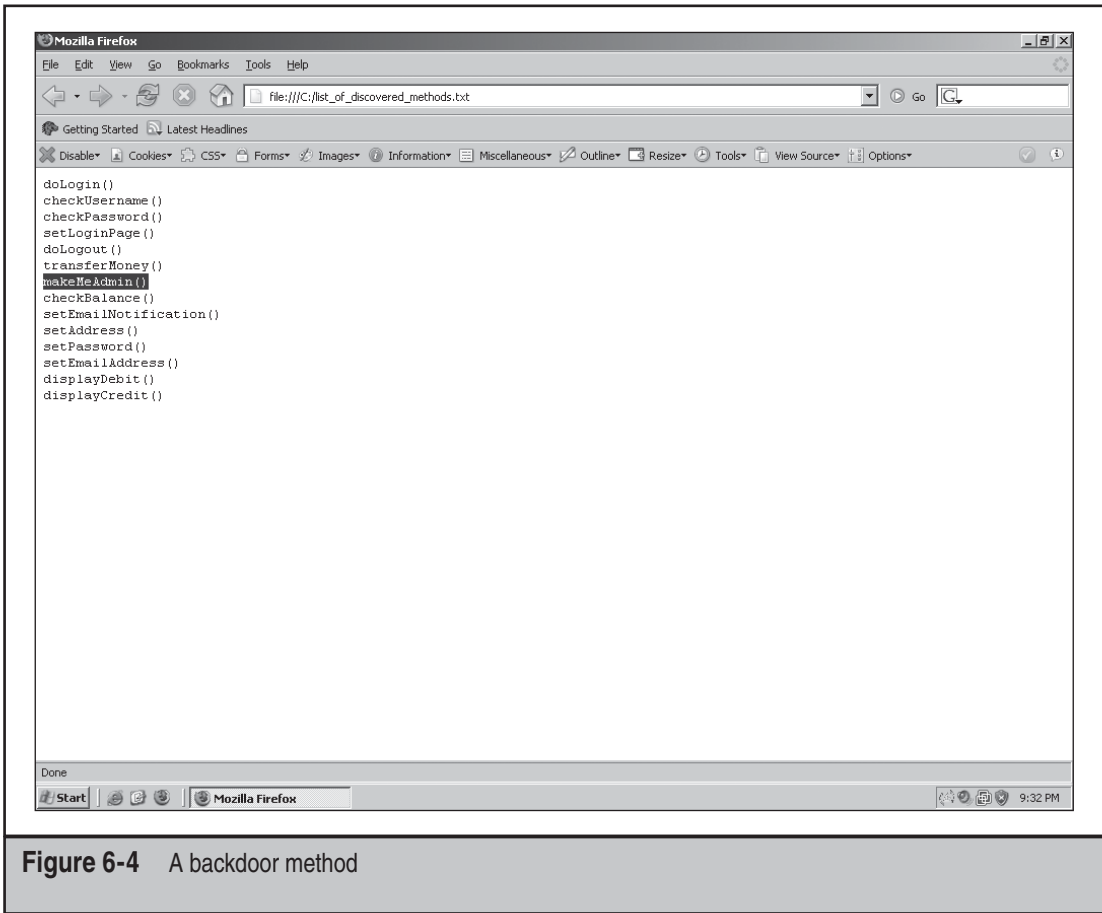 Mozilla Firefox
File Edit View Go Bookmarks Tools Help
file:///C:/list_of_discovered_methods.txt Go G
Getting Started Latest Headlines
Disable Cookies CSS Forms Images Information Miscellaneous Outline Resize Tools View Source Options
doLogin()
checkUsername()
checkPassword()
setLoginPage()
doLogout()
transferMoney()
makeMeAdmin()
checkBalance()
setEmailNotification()
setAddress()
setPassword()
setEmailAddress()
displayDebit()
displayCredit()
Done
Start Mozilla Firefox 9:32 PM
Figure 6-4 A backdoor method